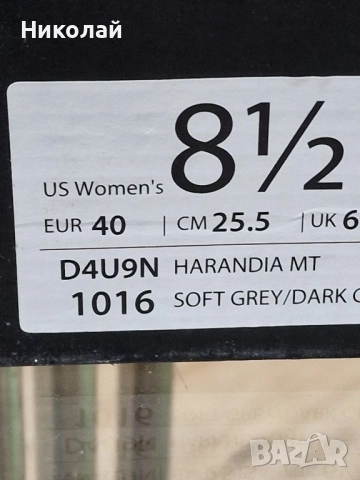 Николай
8½
US Women's
EUR 40 | CM 25.5 | UK 6
D4U9N HARANDIA MT
1016 SOFT GREY/DARK
bazar